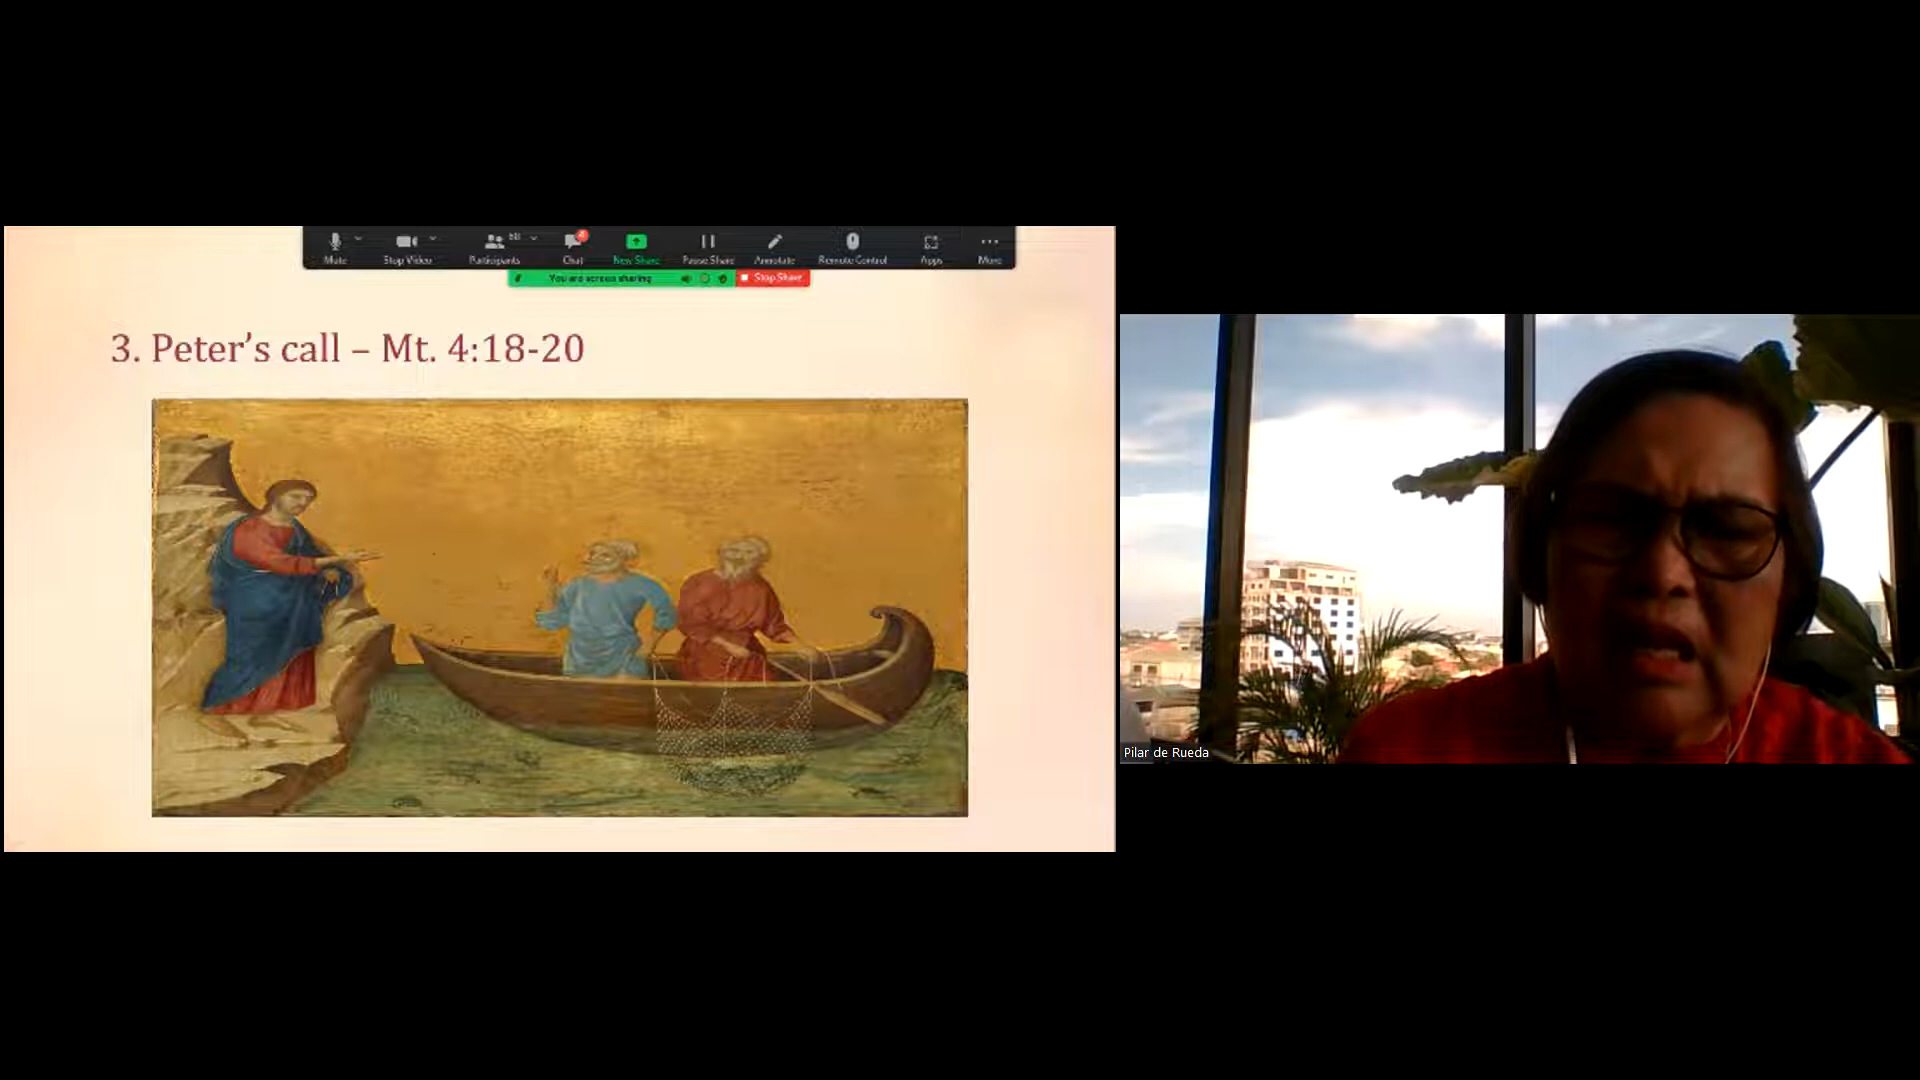 Mute
Stop Video
Participants
Chat
New Share
Pause Share
Annotate
Remote Control
Apps
More
You are screen sharing
Stop Share
3. Peter’s call – Mt. 4:18-20
Pilar de Rueda